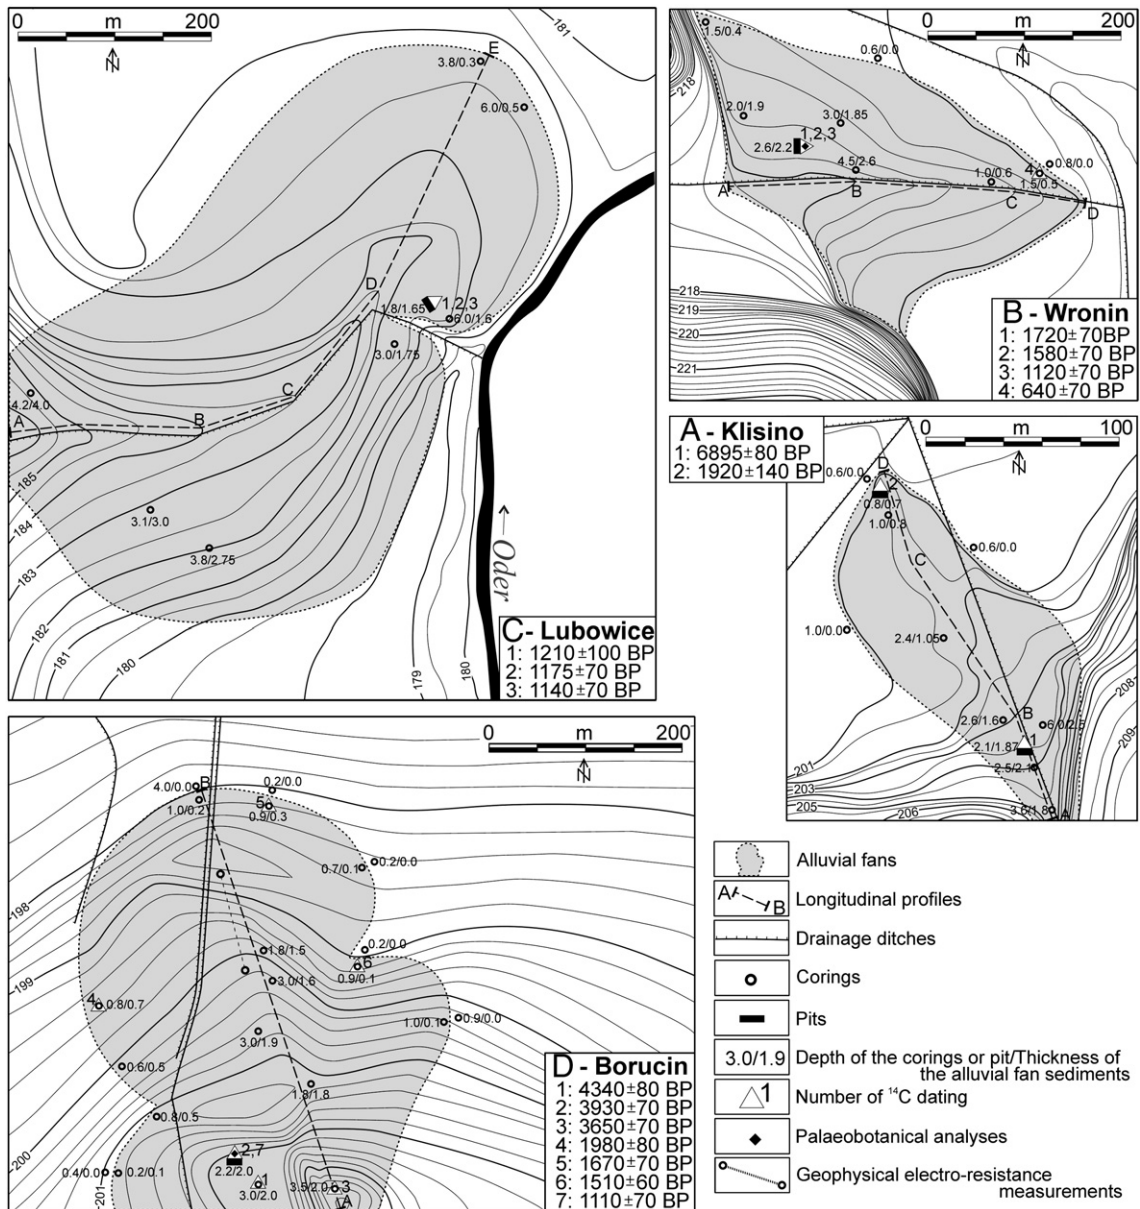 0 m 200
N
181
E
3.8/0.3
6.0/0.5
D
1.8/1.65
1,2,3
6.0/1.6
3.0/1.75
C
4.2/4.0
A
B
185
3.1/3.0
184
3.8/2.75
183
182
181
180
179
180
Oder
C - Lubowice
1: 1210±100 BP
2: 1175±70 BP
3: 1140±70 BP
0 m 200
N
1.5/0.4
0.6/0.0
218
2.0/1.9
3.0/1.85
1,2,3
2.6/2.2
4.5/2.6
0.8/0.0
4
1.0/0.6
1.5/0.5
A
B
C
D
218
219
220
221
B - Wronin
1: 1720±70BP
2: 1580±70 BP
3: 1120±70 BP
4: 640±70 BP
A - Klisino
1: 6895±80 BP
2: 1920±140 BP
0 m 100
N
0.6/0.0
D
2
0.8/0.7
1.0/0.8
0.6/0.0
C
1.0/0.0
2.4/1.05
208
2.6/1.6
B
6.0/2.5
209
2.1/1.87
1
201
203
205
206
3.6/1.8
A
0 m 200
N
4.0/0.0
B
0.2/0.0
1.0/0.2
5
0.9/0.3
0.7/0.1
0.2/0.0
198
1.8/1.5
0.2/0.0
6
0.9/0.1
199
3.0/1.6
4
0.8/0.7
1.0/0.1
0.9/0.0
3.0/1.9
0.6/0.5
1.8/1.8
0.8/0.5
200
2,7
2.2/2.0
0.4/0.0
0.2/0.1
201
1
3.0/2.0
3.5/2.0
3
A
D - Borucin
1: 4340±80 BP
2: 3930±70 BP
3: 3650±70 BP
4: 1980±80 BP
5: 1670±70 BP
6: 1510±60 BP
7: 1110±70 BP
Alluvial fans
A B Longitudinal profiles
Drainage ditches
Corings
Pits
3.0/1.9 Depth of the corings or pit/Thickness of
the alluvial fan sediments
1 Number of ¹⁴C dating
Palaeobotanical analyses
Geophysical electro-resistance
measurements